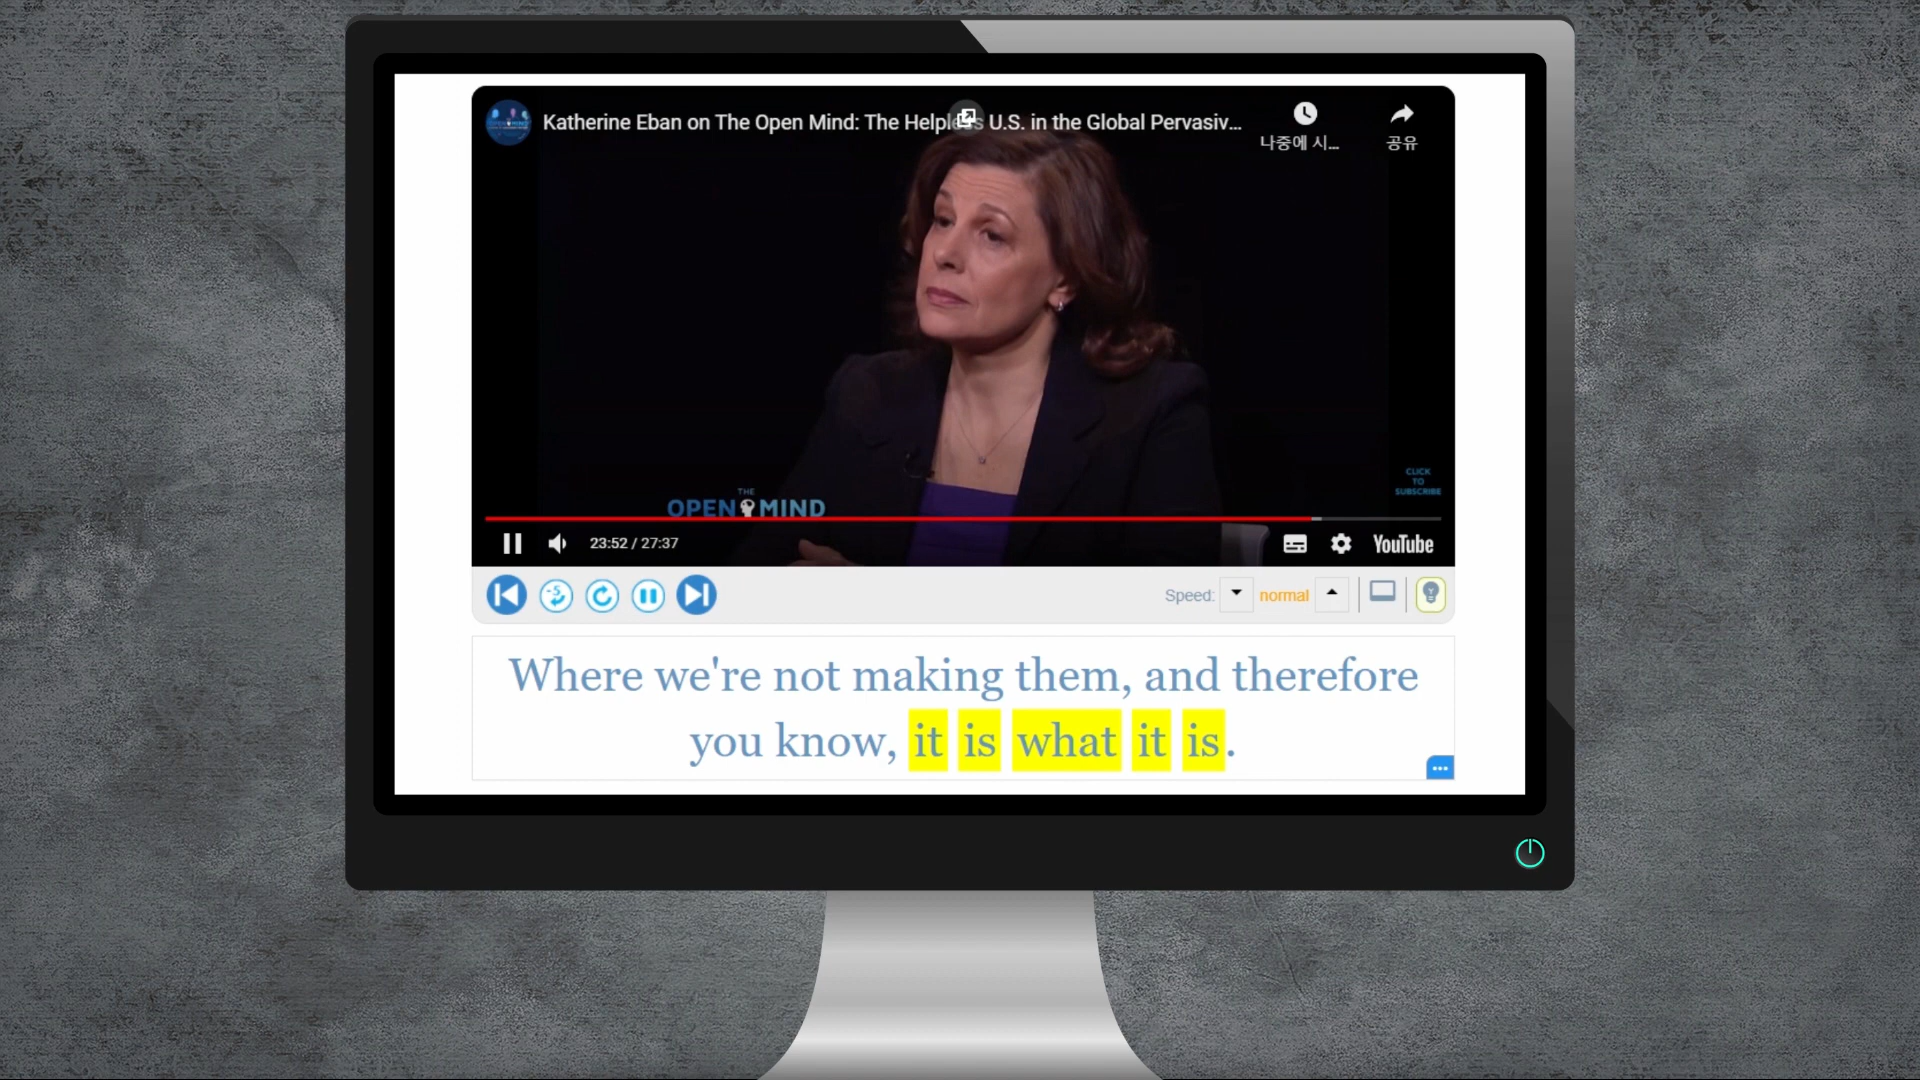 Katherine Eban on The Open Mind: The Helpl s U.S. in the Global Pervasiv...
나중에 시...
공유
THE
OPEN MIND
CLICK
TO
SUBSCRIBE
23:52 / 27:37
YouTube
-5
Speed:
normal
Where we're not making them, and therefore
you know, it is what it is.